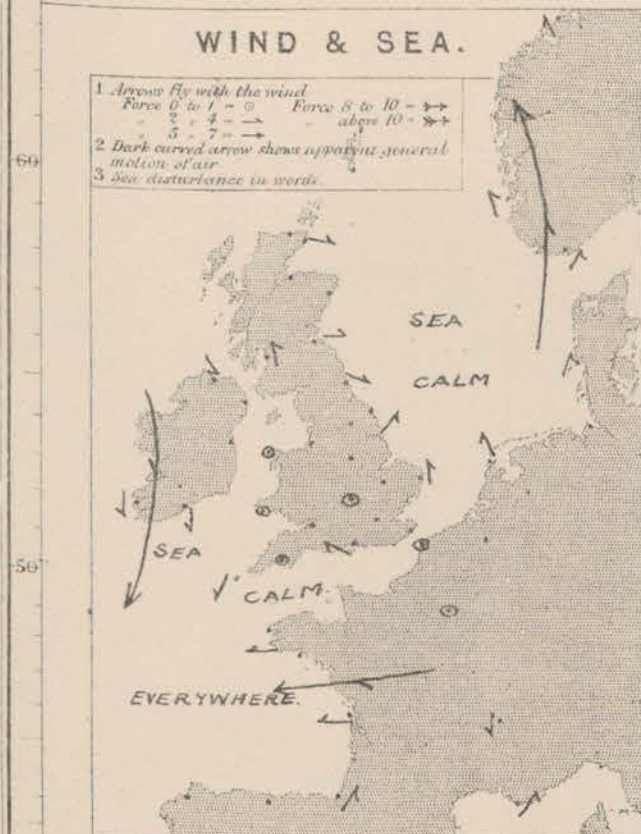 WIND & SEA.
1 Arrows fly with the wind
Force 0 to 1 = ⊙ Force 8 to 10 =
" 2 " 4 = " above 10 =
" 5 " 7 =
2 Dark curved arrow shows apparent general
motion of air
3 Sea disturbance in words
60
SEA
CALM
50
SEA
CALM.
EVERYWHERE.